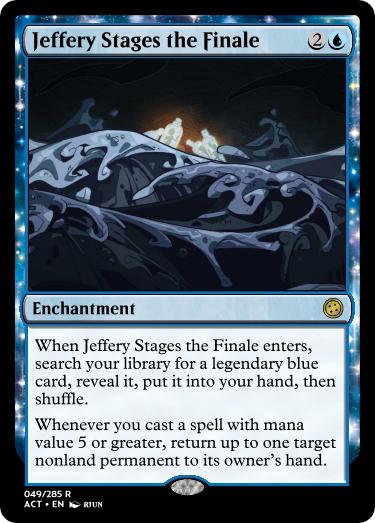 Jeffery Stages the Finale 2
Enchantment
When Jeffery Stages the Finale enters,
search your library for a legendary blue
card, reveal it, put it into your hand, then
shuffle.
Whenever you cast a spell with mana
value 5 or greater, return up to one target
nonland permanent to its owner's hand.
049/285 R
ACT • EN RJUN